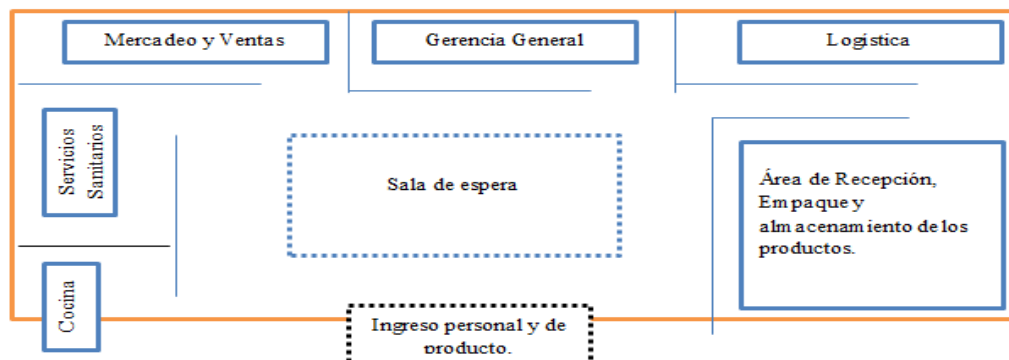 Mercadeo y Ventas
Gerencia General
Logistica
Servicios
Sanitarios
Sala de espera
Área de Recepción,
Empaque y
almacenamiento de los
productos.
Cocina
Ingreso personal y de
producto.